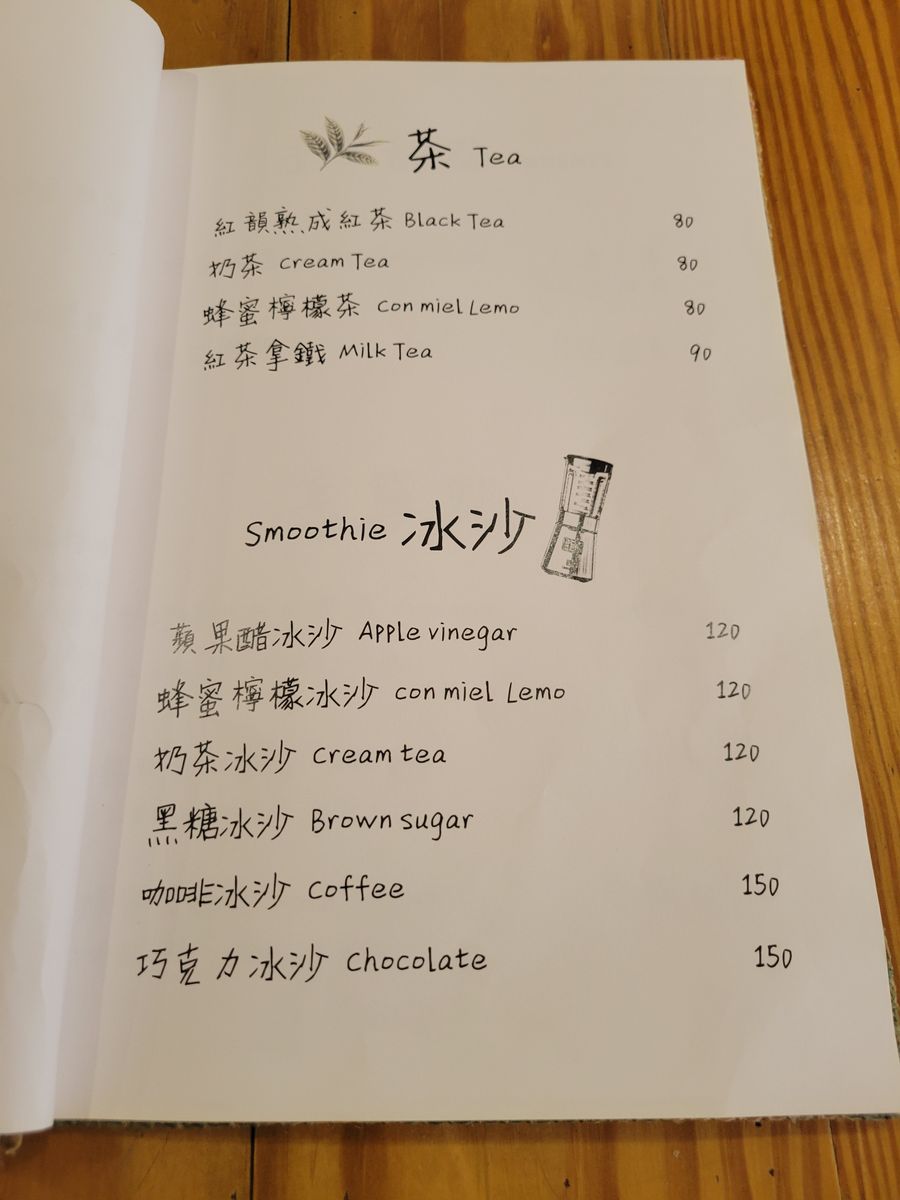 茶 Tea
紅韻熟成紅茶 Black Tea 80
奶茶 cream Tea 80
蜂蜜檸檬茶 con miel Lemo 80
紅茶拿鐵 Milk Tea 90
Smoothie 冰沙
蘋果醋冰沙 Apple vinegar 120
蜂蜜檸檬冰沙 con miel Lemo 120
奶茶冰沙 cream tea 120
黑糖冰沙 Brown sugar 120
咖啡冰沙 coffee 150
巧克力冰沙 chocolate 150